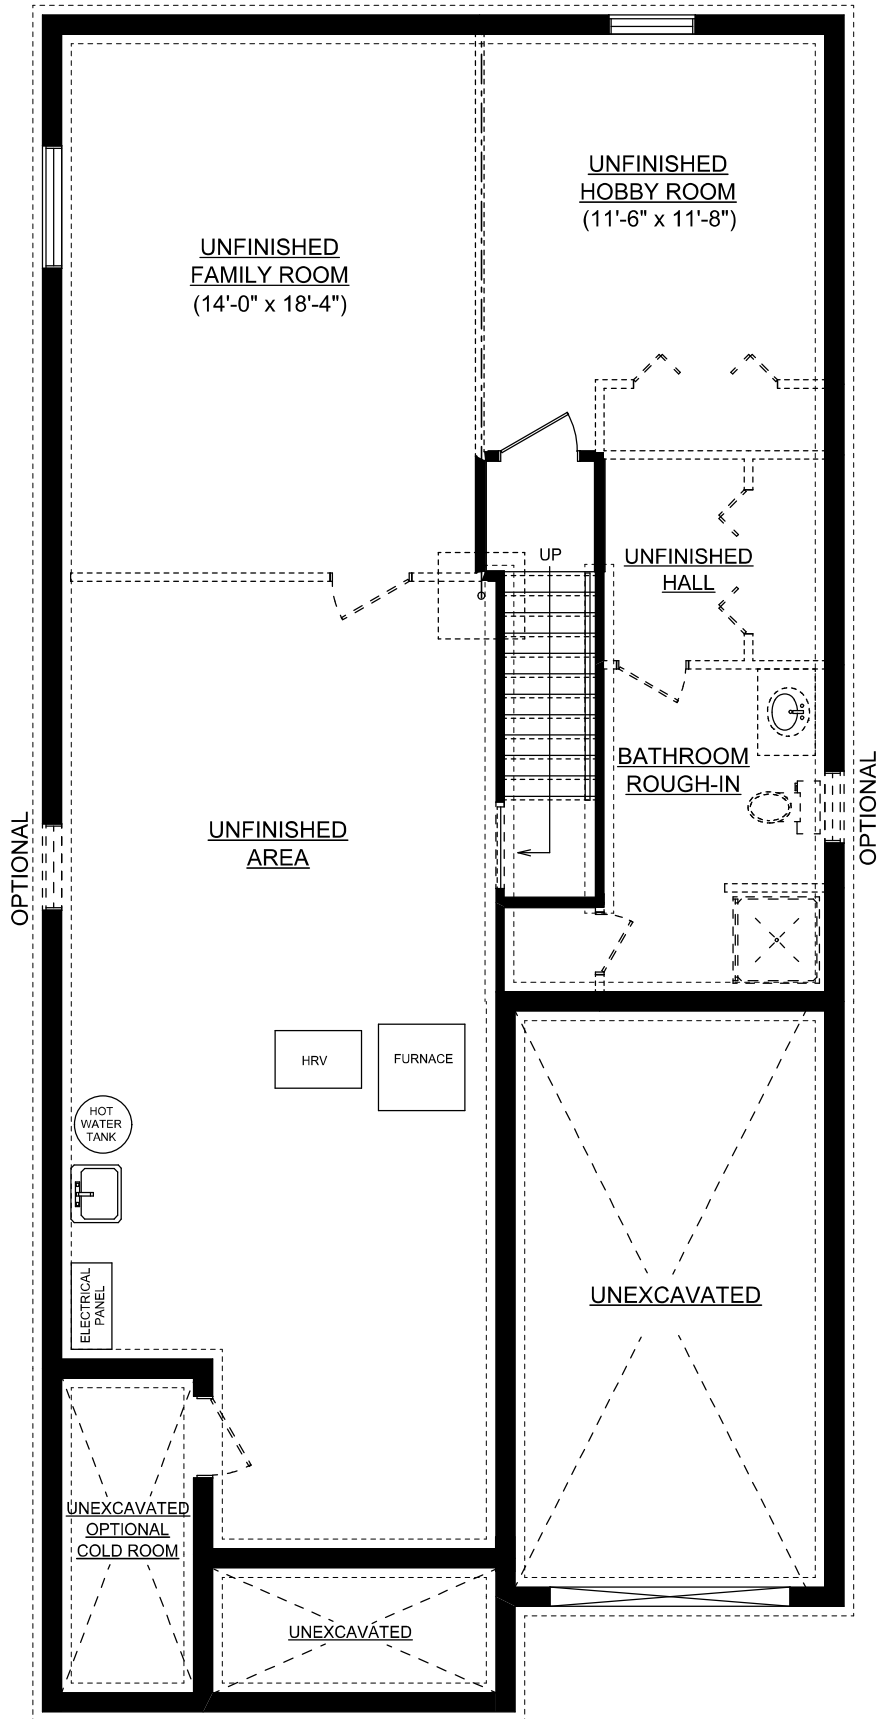 UNFINISHED
HOBBY ROOM
(11'-6" x 11'-8")
UNFINISHED
FAMILY ROOM
(14'-0" x 18'-4")
UP
UNFINISHED
HALL
BATHROOM
ROUGH-IN
OPTIONAL
UNFINISHED
AREA
OPTIONAL
HRV
FURNACE
HOT
WATER
TANK
ELECTRICAL
PANEL
UNEXCAVATED
UNEXCAVATED
OPTIONAL
COLD ROOM
UNEXCAVATED